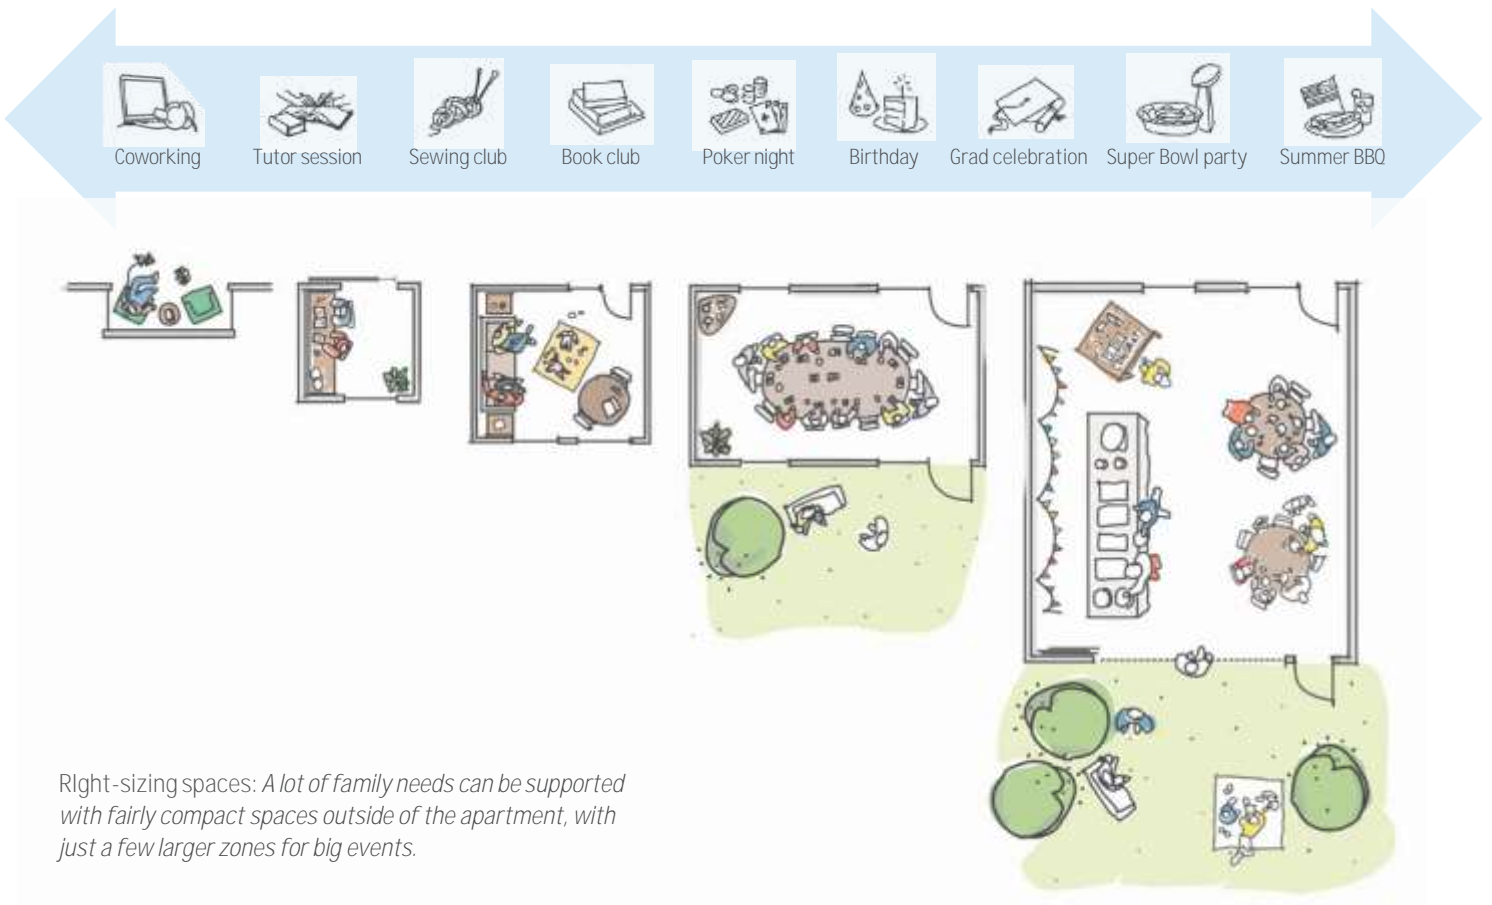 Coworking
Tutor session
Sewing club
Book club
Poker night
Birthday
Grad celebration
Super Bowl party
Summer BBQ
RIght-sizing spaces: A lot of family needs can be supported
with fairly compact spaces outside of the apartment, with
just a few larger zones for big events.